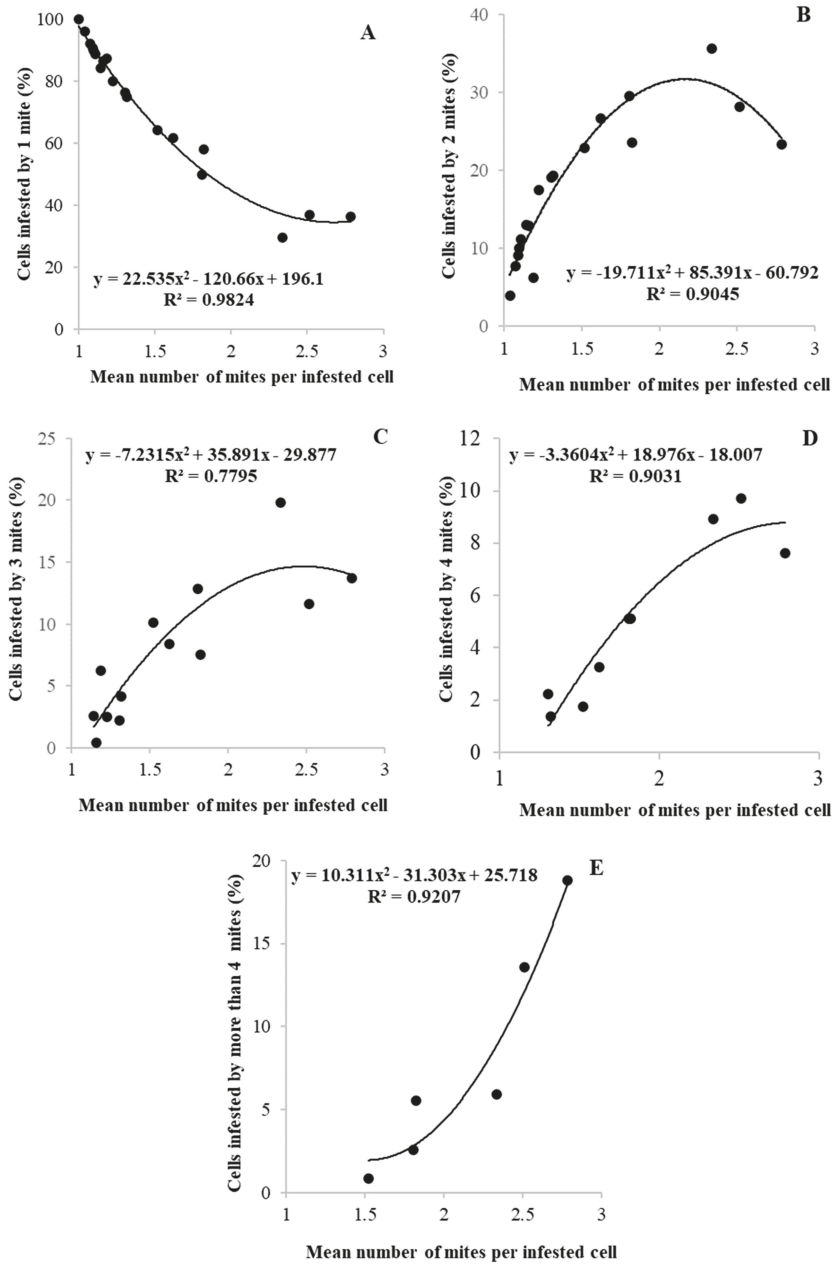 A
Cells infested by 1 mite (%)
100
80
60
40
20
0
y = 22.535x² - 120.66x + 196.1
R² = 0.9824
1 1.5 2 2.5 3
Mean number of mites per infested cell
B
Cells infested by 2 mites (%)
40
30
20
10
0
y = -19.711x² + 85.391x - 60.792
R² = 0.9045
1 1.5 2 2.5 3
Mean number of mites per infested cell
C
Cells infested by 3 mites (%)
25
20
15
10
5
0
y = -7.2315x² + 35.891x - 29.877
R² = 0.7795
1 1.5 2 2.5 3
Mean number of mites per infested cell
D
Cells infested by 4 mites (%)
12
10
8
6
4
2
0
y = -3.3604x² + 18.976x - 18.007
R² = 0.9031
1 2 3
Mean number of mites per infested cell
E
Cells infested by more than 4 mites (%)
20
15
10
5
0
y = 10.311x² - 31.303x + 25.718
R² = 0.9207
1 1.5 2 2.5 3
Mean number of mites per infested cell